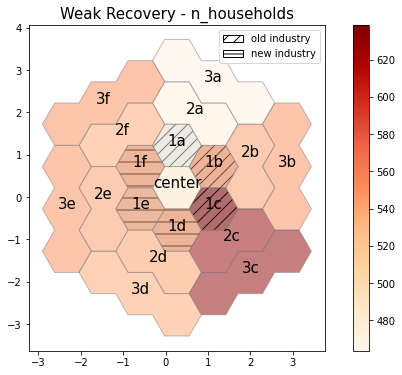 Weak Recovery - n_households
old industry
new industry
4
3
2
1
0
−1
−2
−3
−3
−2
−1
0
1
2
3
3a
3f
2a
2f
1a
2b
1f
1b
3b
center
2e
3e
1e
1c
1d
2c
2d
3c
3d
620
600
580
560
540
520
500
480